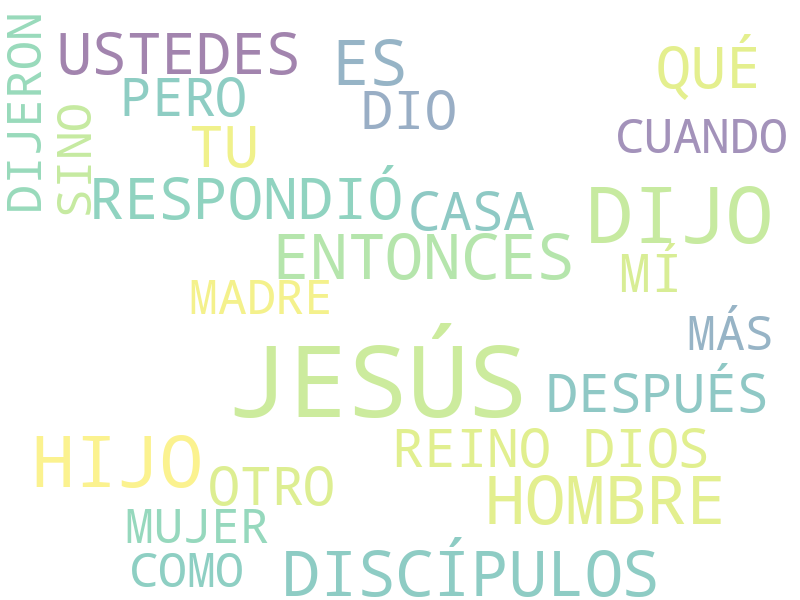 DIJERON
USTEDES
ES
QUÉ
PERO
DIO
SINO
TU
CUANDO
RESPONDIÓ
CASA
DIJO
ENTONCES
MÍ
MADRE
MÁS
JESÚS
DESPUÉS
HIJO
REINO DIOS
OTRO
HOMBRE
MUJER
COMO
DISCÍPULOS